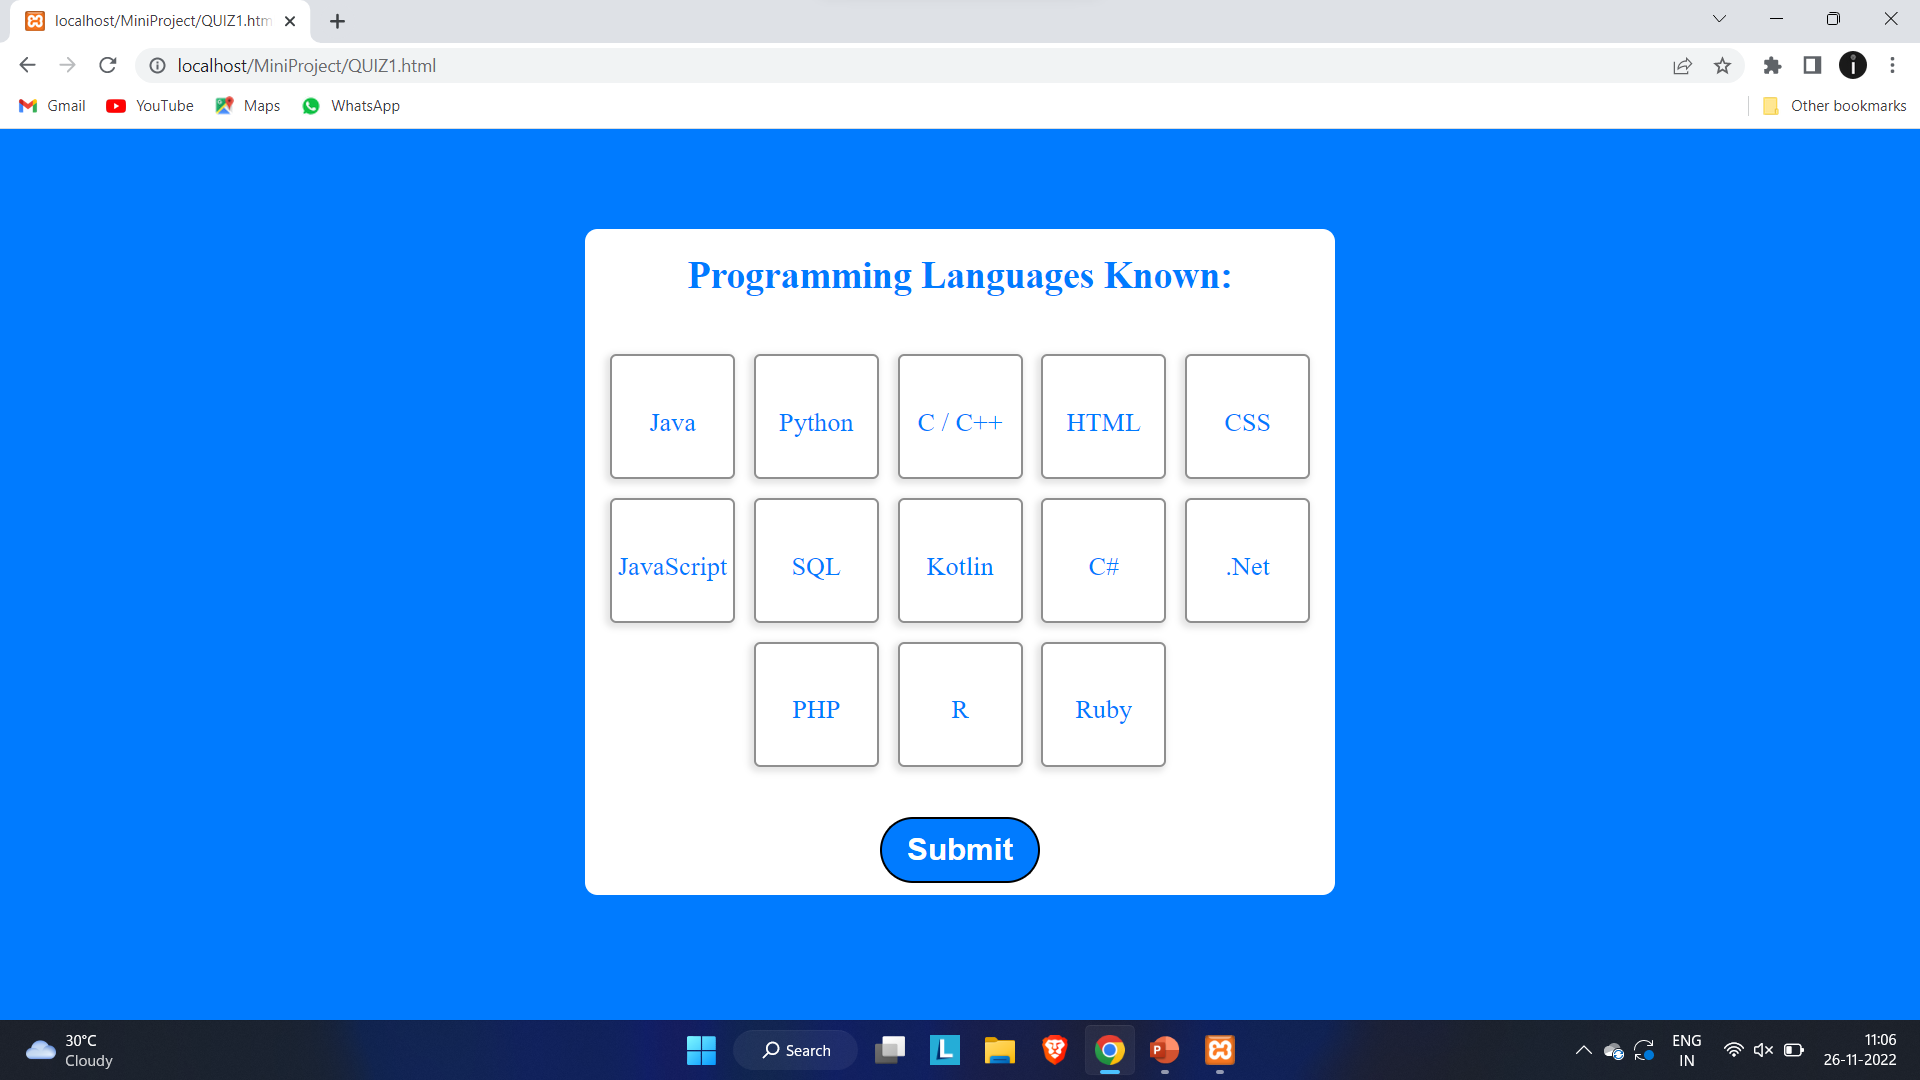 localhost/MiniProject/QUIZ1.htm
localhost/MiniProject/QUIZ1.html
Gmail YouTube Maps WhatsApp Other bookmarks
Programming Languages Known:
Java Python C / C++ HTML CSS
JavaScript SQL Kotlin C# .Net
PHP R Ruby
Submit
30°C
Cloudy
Search
ENG
IN
11:06
26-11-2022